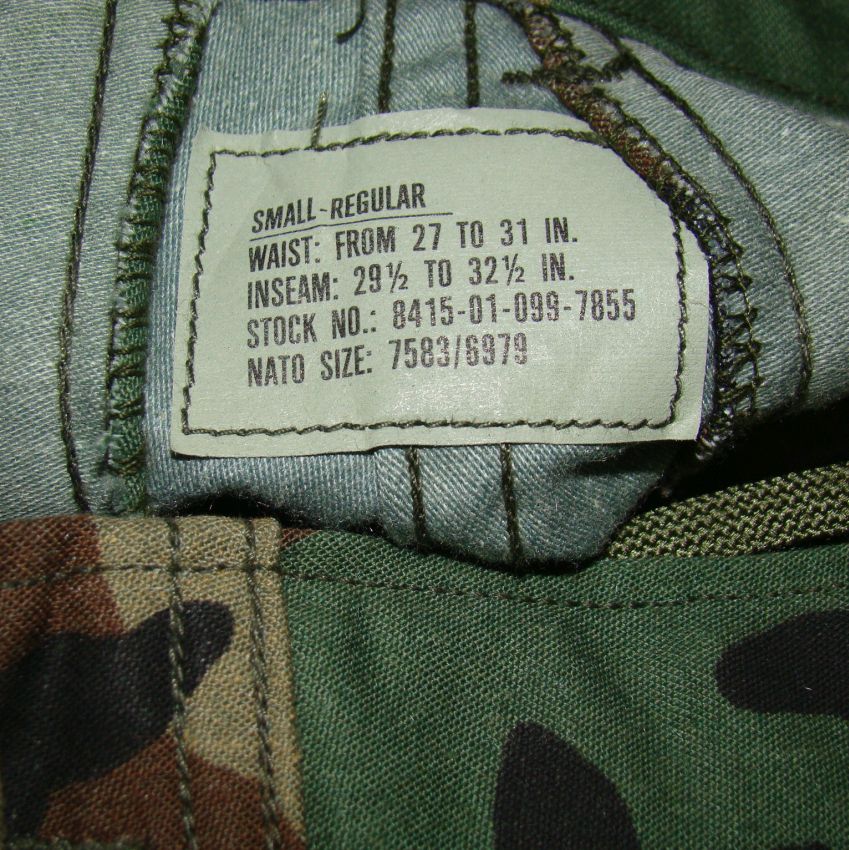 SMALL-REGULAR
WAIST: FROM 27 TO 31 IN.
INSEAM: 29½ TO 32½ IN.
STOCK NO.: 8415-01-099-7855
NATO SIZE: 7583/6979